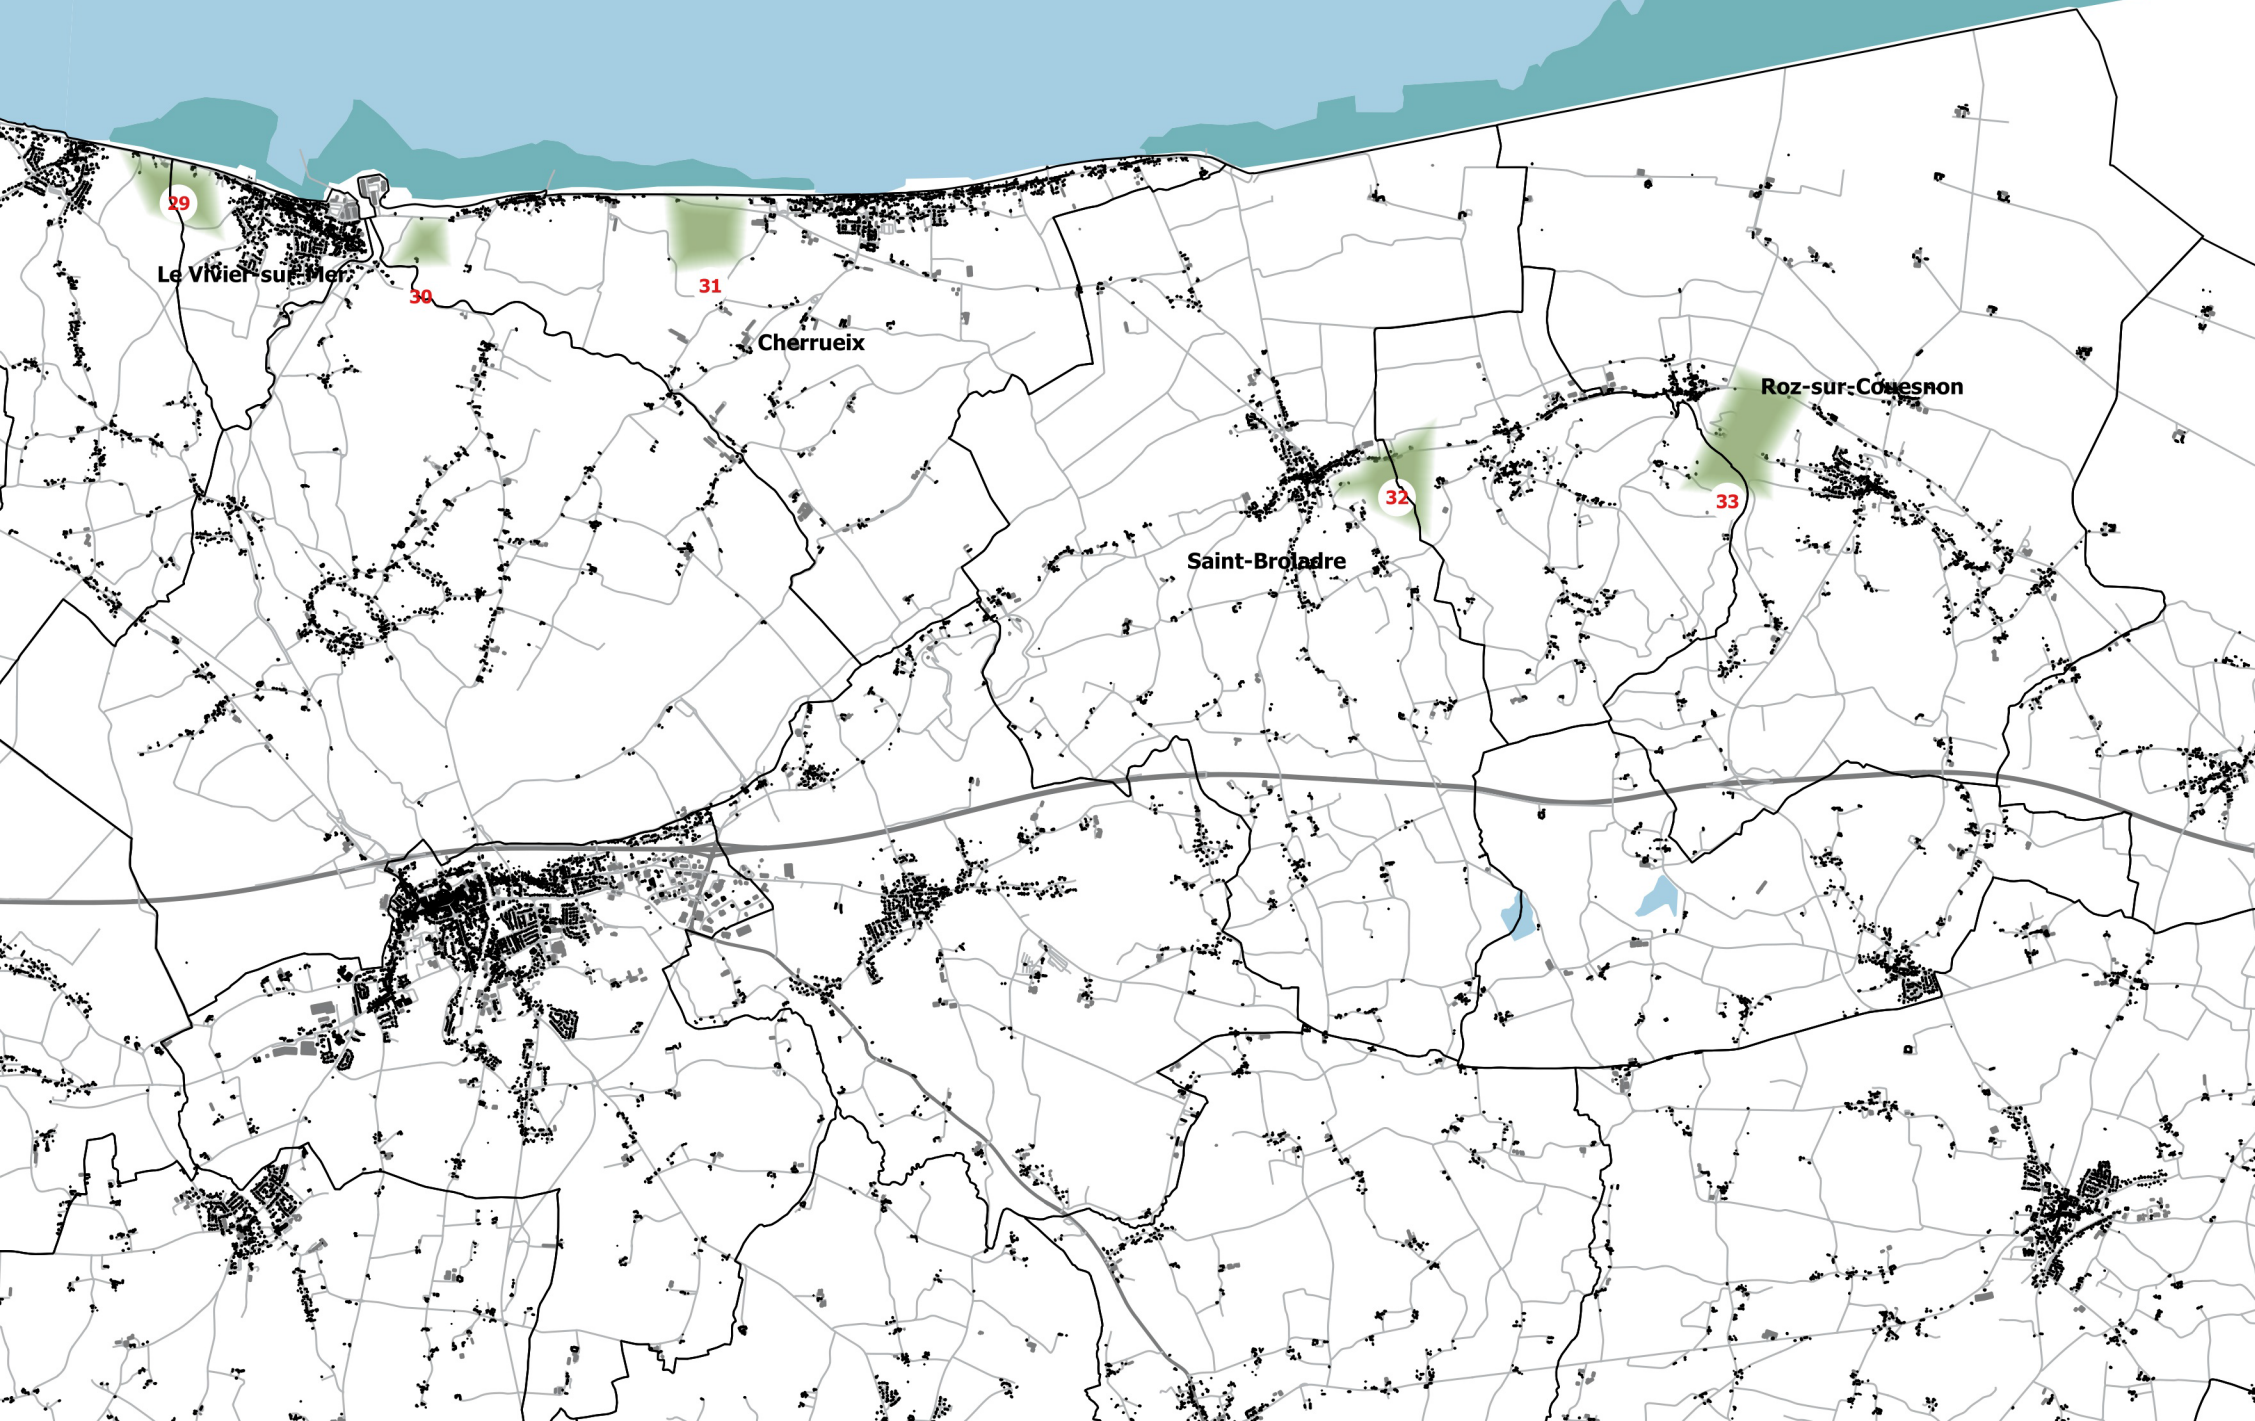 29
Le Vivier-sur-Mer
30
31
Cherrueix
Roz-sur-Couesnon
32
33
Saint-Broladre